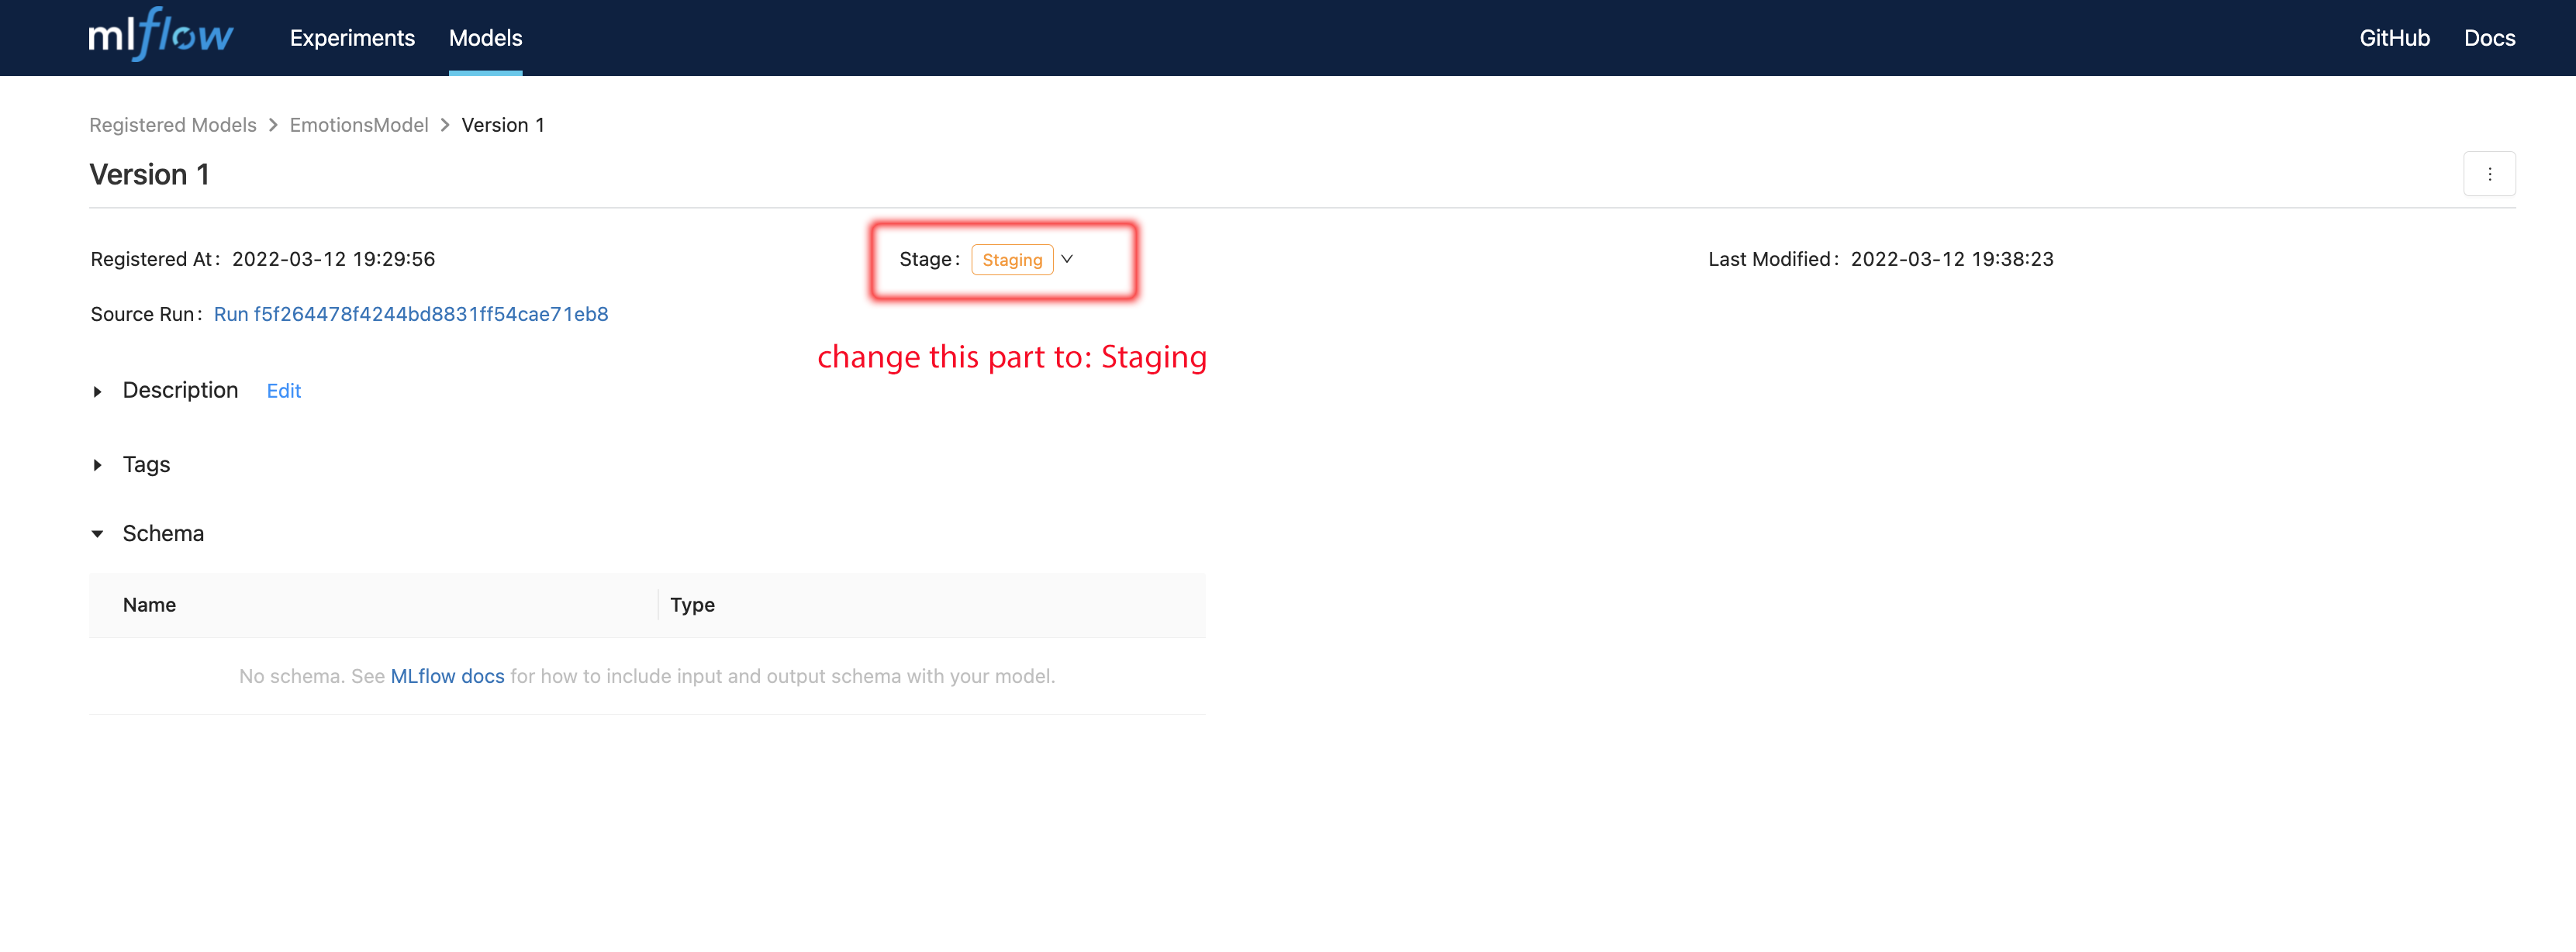 mlflow Experiments Models GitHub Docs
Registered Models > EmotionsModel > Version 1
Version 1
Registered At: 2022-03-12 19:29:56 Stage: Staging Last Modified: 2022-03-12 19:38:23
Source Run: Run f5f264478f4244bd8831ff54cae71eb8
change this part to: Staging
Description Edit
Tags
Schema
Name Type
No schema. See MLflow docs for how to include input and output schema with your model.